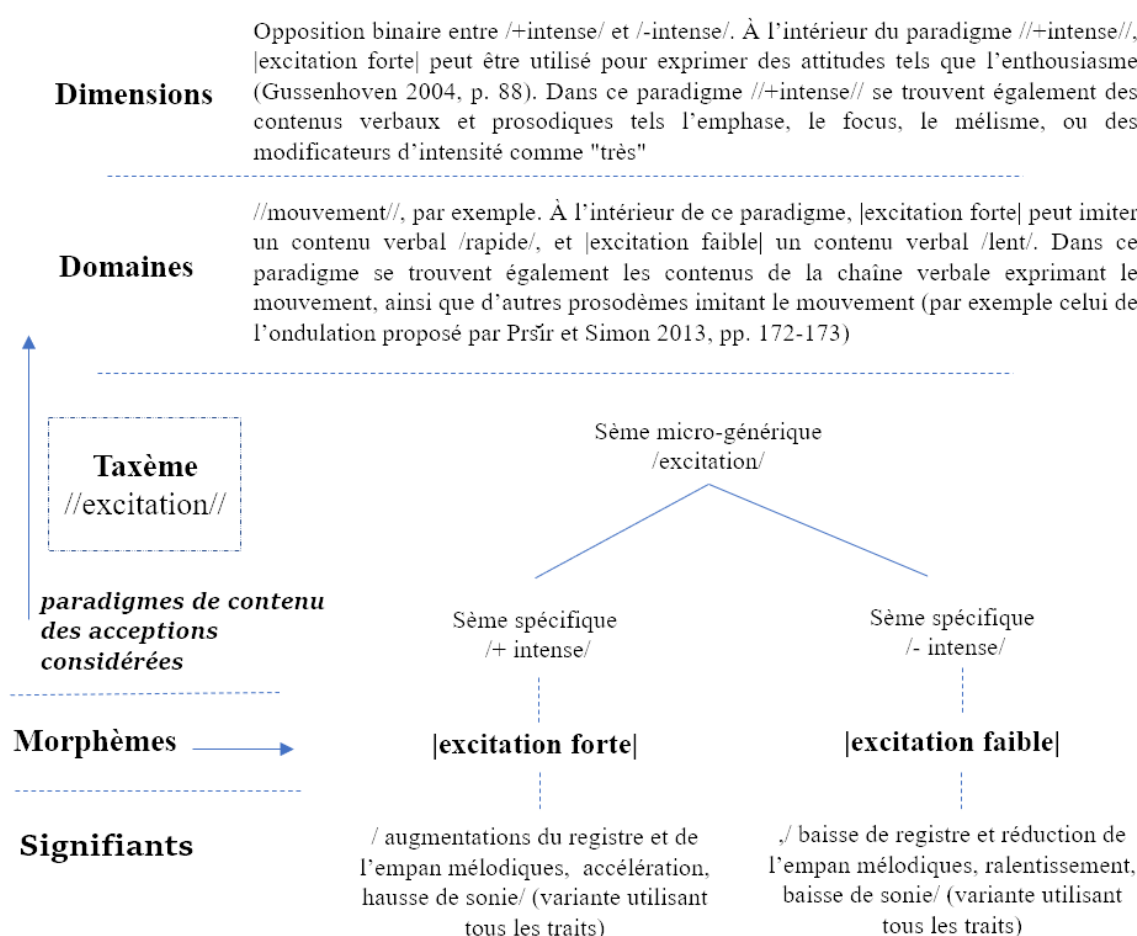 Dimensions
Opposition binaire entre /+intense/ et /-intense/. À l'intérieur du paradigme //+intense//,
|excitation forte| peut être utilisé pour exprimer des attitudes tels que l'enthousiasme
(Gussenhoven 2004, p. 88). Dans ce paradigme //+intense// se trouvent également des
contenus verbaux et prosodiques tels l'emphase, le focus, le mélisme, ou des
modificateurs d'intensité comme "très"
Domaines
//mouvement//, par exemple. À l'intérieur de ce paradigme, |excitation forte| peut imiter
un contenu verbal /rapide/, et |excitation faible| un contenu verbal /lent/. Dans ce
paradigme se trouvent également les contenus de la chaîne verbale exprimant le
mouvement, ainsi que d'autres prosodèmes imitant le mouvement (par exemple celui de
l'ondulation proposé par Prsǐr et Simon 2013, pp. 172-173)
Taxème
//excitation//
Sème micro-générique
/excitation/
paradigmes de contenu
des acceptions
considérées
Sème spécifique
/+ intense/
Sème spécifique
/- intense/
Morphèmes
|excitation forte|
|excitation faible|
Signifiants
/ augmentations du registre et de
l'empan mélodiques, accélération,
hausse de sonie/ (variante utilisant
tous les traits)
,/ baisse de registre et réduction de
l'empan mélodiques, ralentissement,
baisse de sonie/ (variante utilisant
tous les traits)